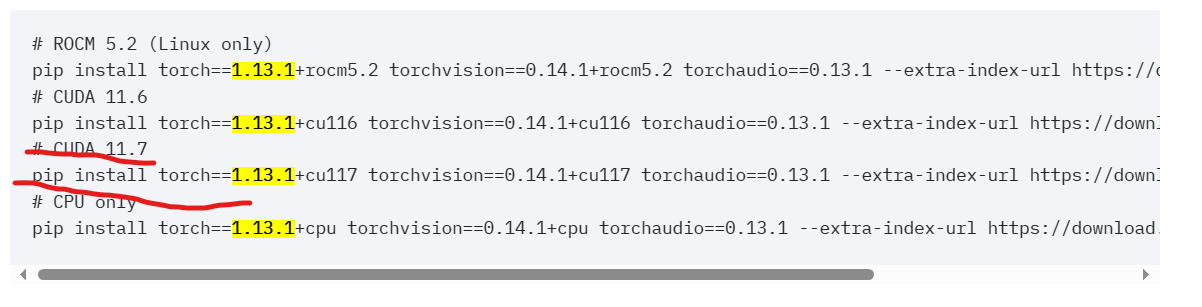 # ROCM 5.2 (Linux only)
pip install torch==1.13.1+rocm5.2 torchvision==0.14.1+rocm5.2 torchaudio==0.13.1 --extra-index-url https://d
# CUDA 11.6
pip install torch==1.13.1+cu116 torchvision==0.14.1+cu116 torchaudio==0.13.1 --extra-index-url https://downl
# CUDA 11.7
pip install torch==1.13.1+cu117 torchvision==0.14.1+cu117 torchaudio==0.13.1 --extra-index-url https://downl
# CPU only
pip install torch==1.13.1+cpu torchvision==0.14.1+cpu torchaudio==0.13.1 --extra-index-url https://download.